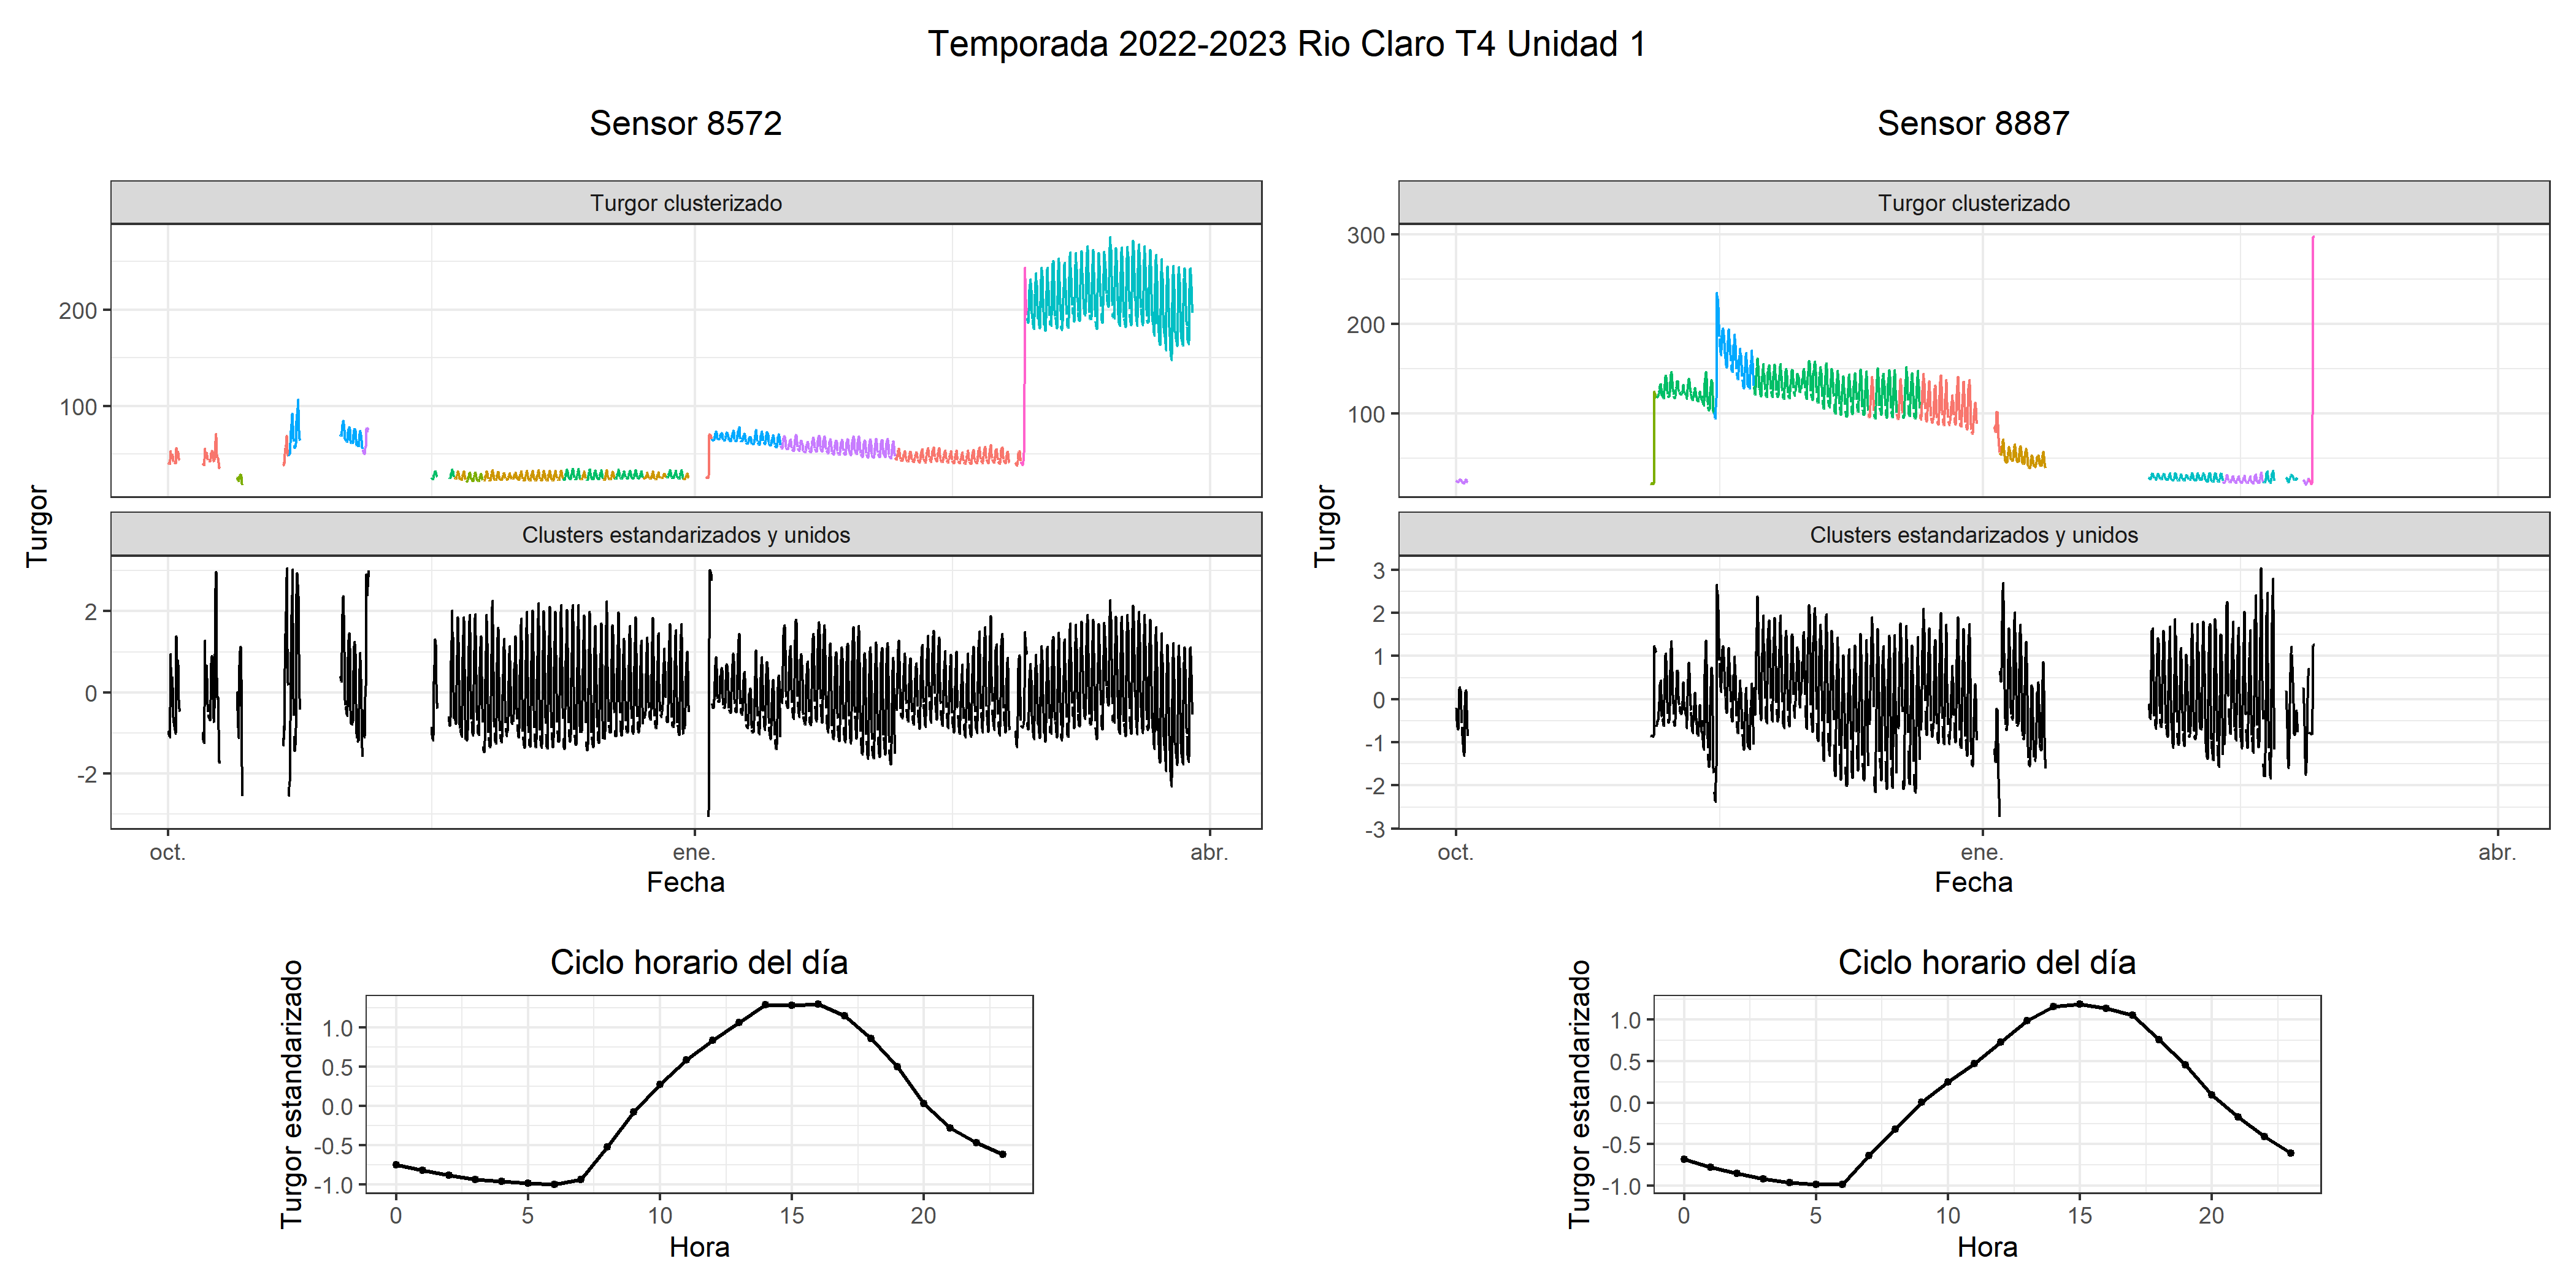 Temporada 2022-2023 Rio Claro T4 Unidad 1
Sensor 8572
Turgor clusterizado
200
100
Clusters estandarizados y unidos
2
0
-2
Turgor
oct.
ene.
abr.
Fecha
Ciclo horario del día
Turgor estandarizado
1.0
0.5
0.0
-0.5
-1.0
0
5
10
15
20
Hora
Sensor 8887
Turgor clusterizado
300
200
100
Clusters estandarizados y unidos
3
2
1
0
-1
-2
-3
Turgor
oct.
ene.
abr.
Fecha
Ciclo horario del día
Turgor estandarizado
1.0
0.5
0.0
-0.5
-1.0
0
5
10
15
20
Hora